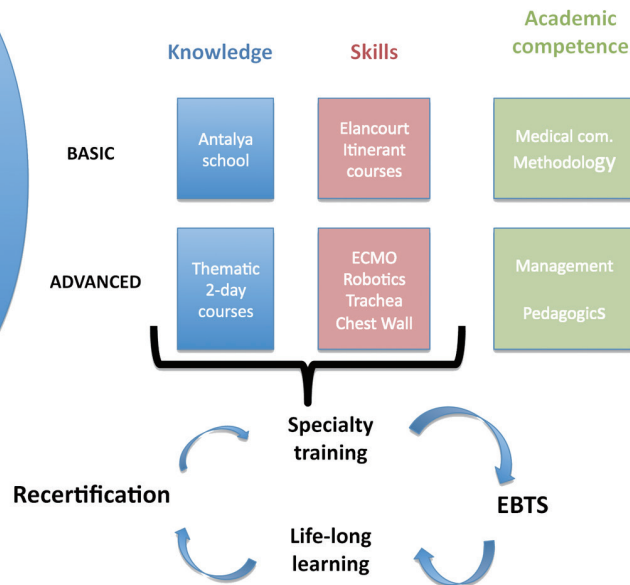 Academic
competence
Knowledge
Skills
BASIC
Antalya
school
Elancourt
Itinerant
courses
Medical com.
Methodology
ADVANCED
Thematic
2-day
courses
ECMO
Robotics
Trachea
Chest Wall
Management
Pedagogics
Specialty
training
Recertification
EBTS
Life-long
learning